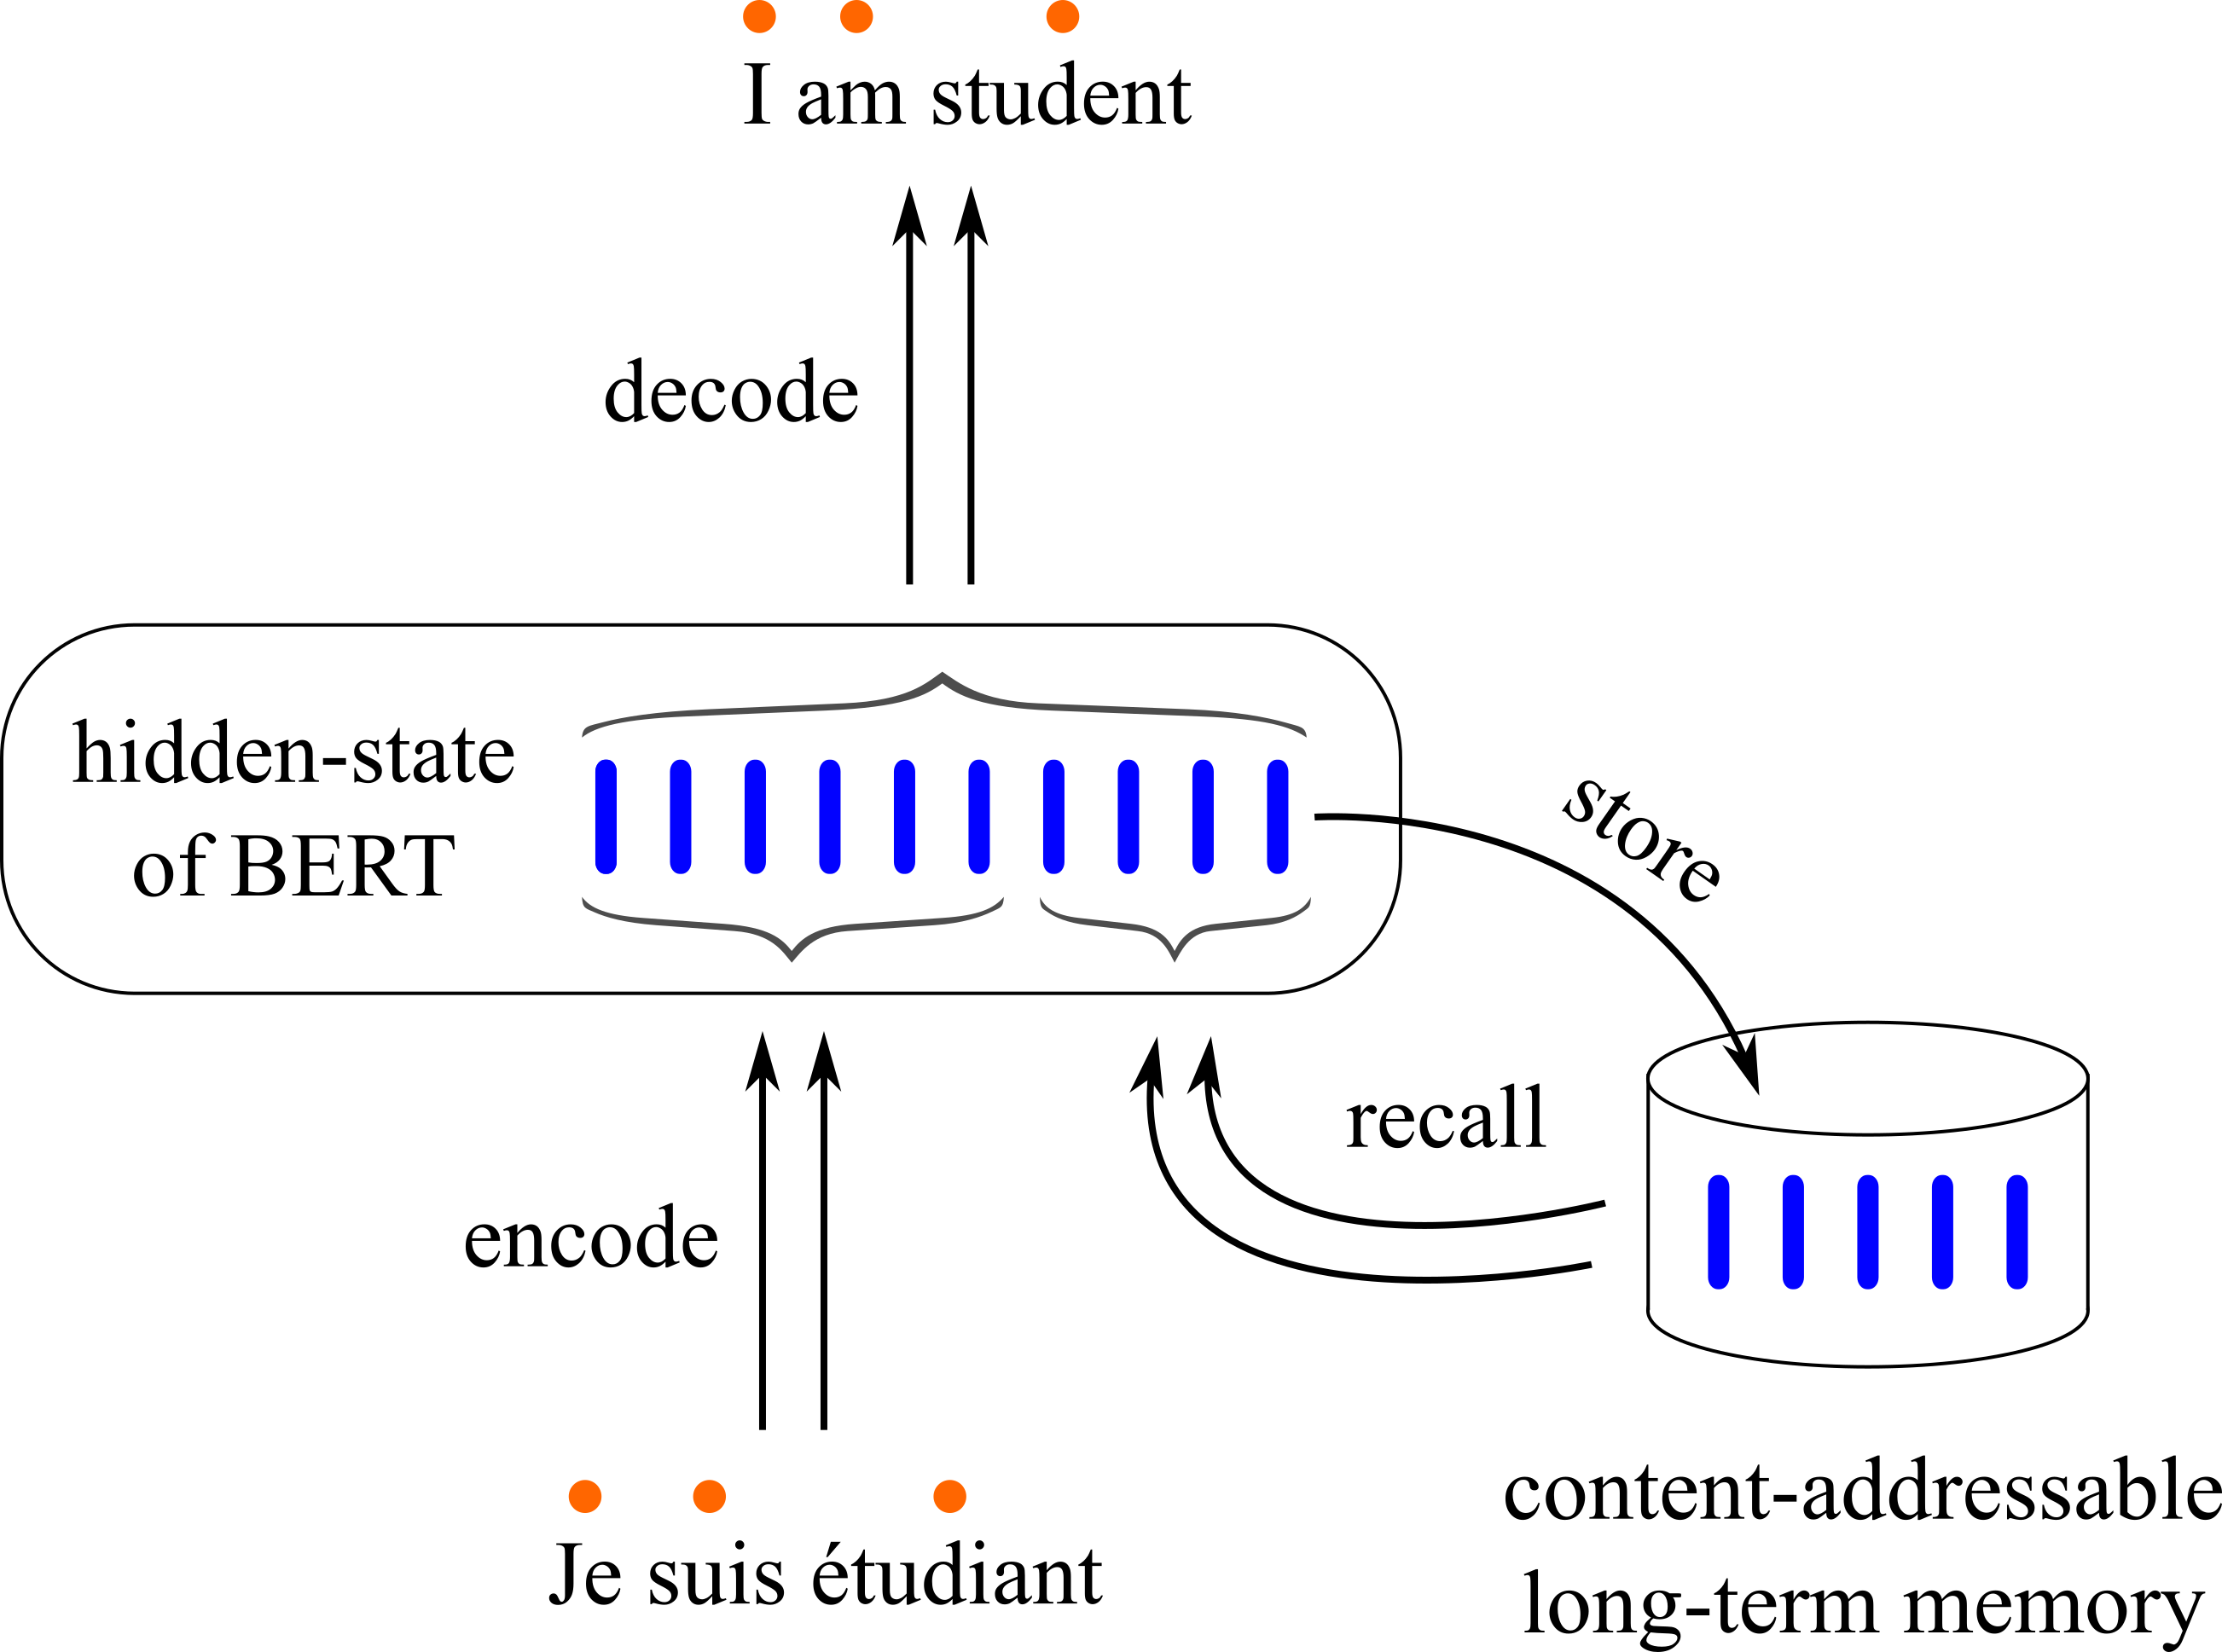 I am student
decode
hidden-state
of BERT
store
recall
encode
Je suis étudiant
content-addressable
long-term memory